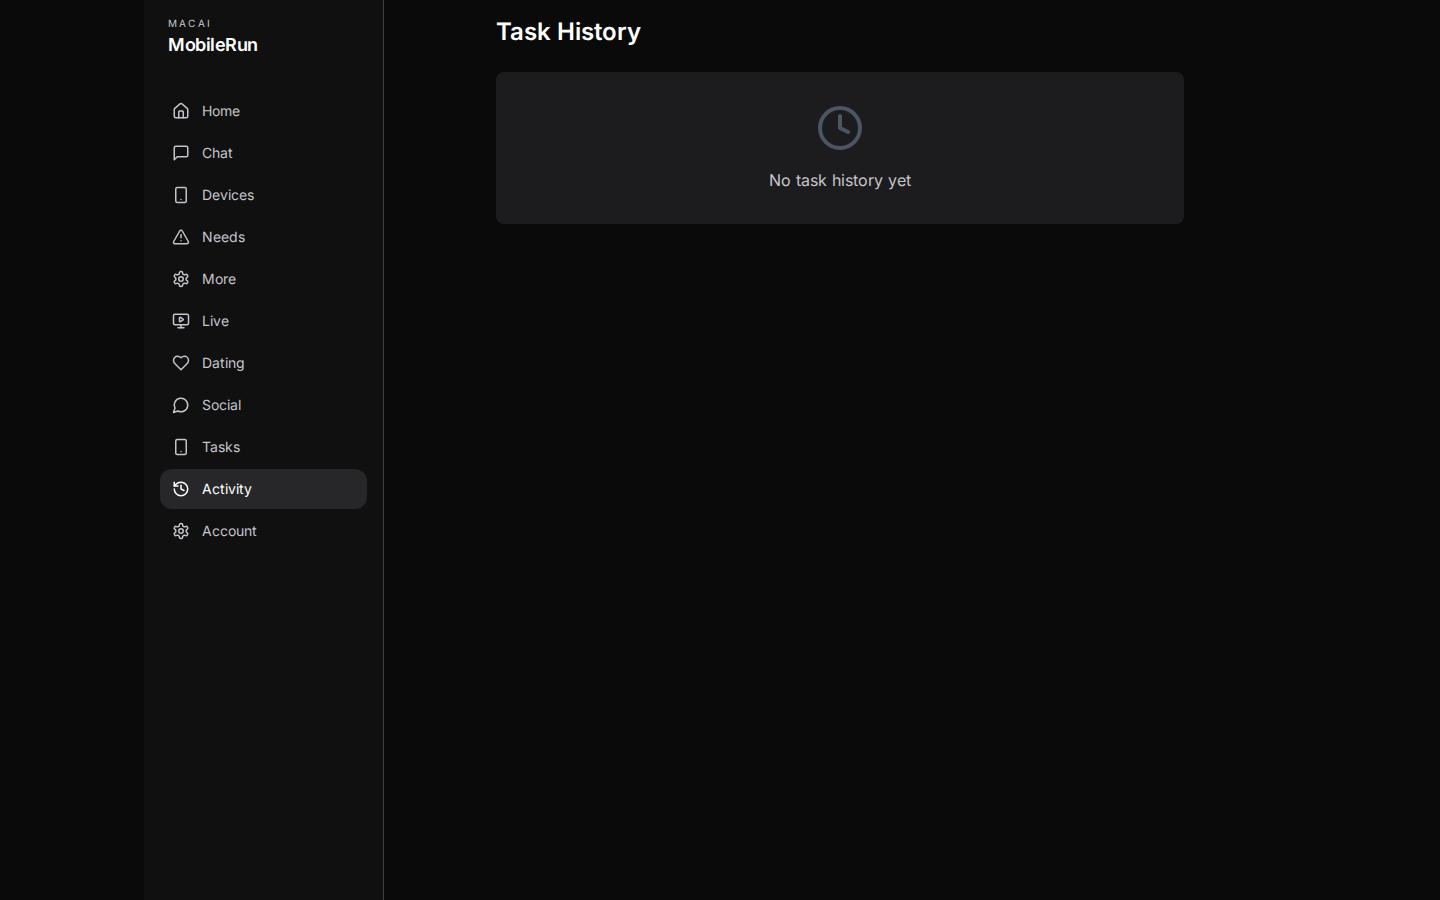 MACAI
MobileRun
Home
Chat
Devices
Needs
More
Live
Dating
Social
Tasks
Activity
Account
Task History
No task history yet